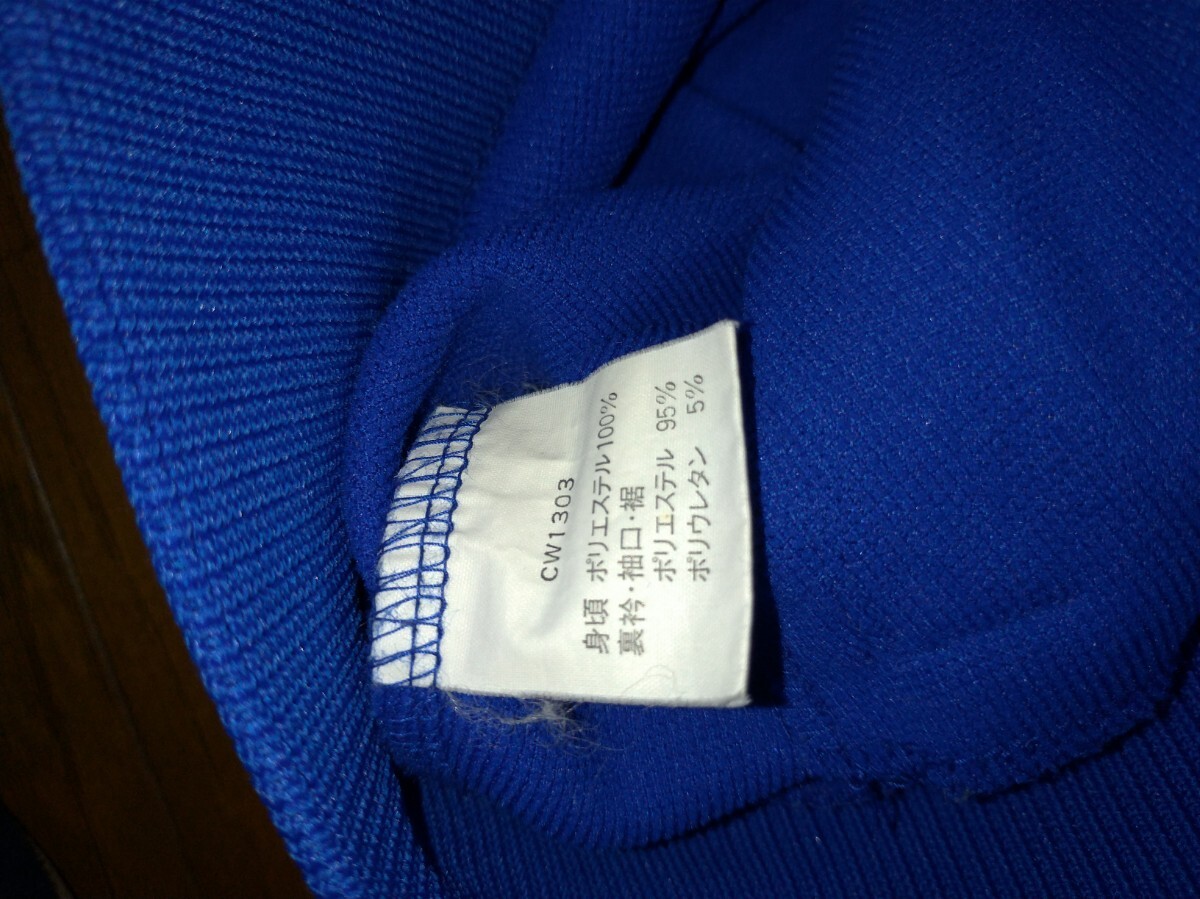 CW1303
身頃 ポリエステル100%
裏衿・袖口・裾
ポリエステル 95%
ポリウレタン 5%